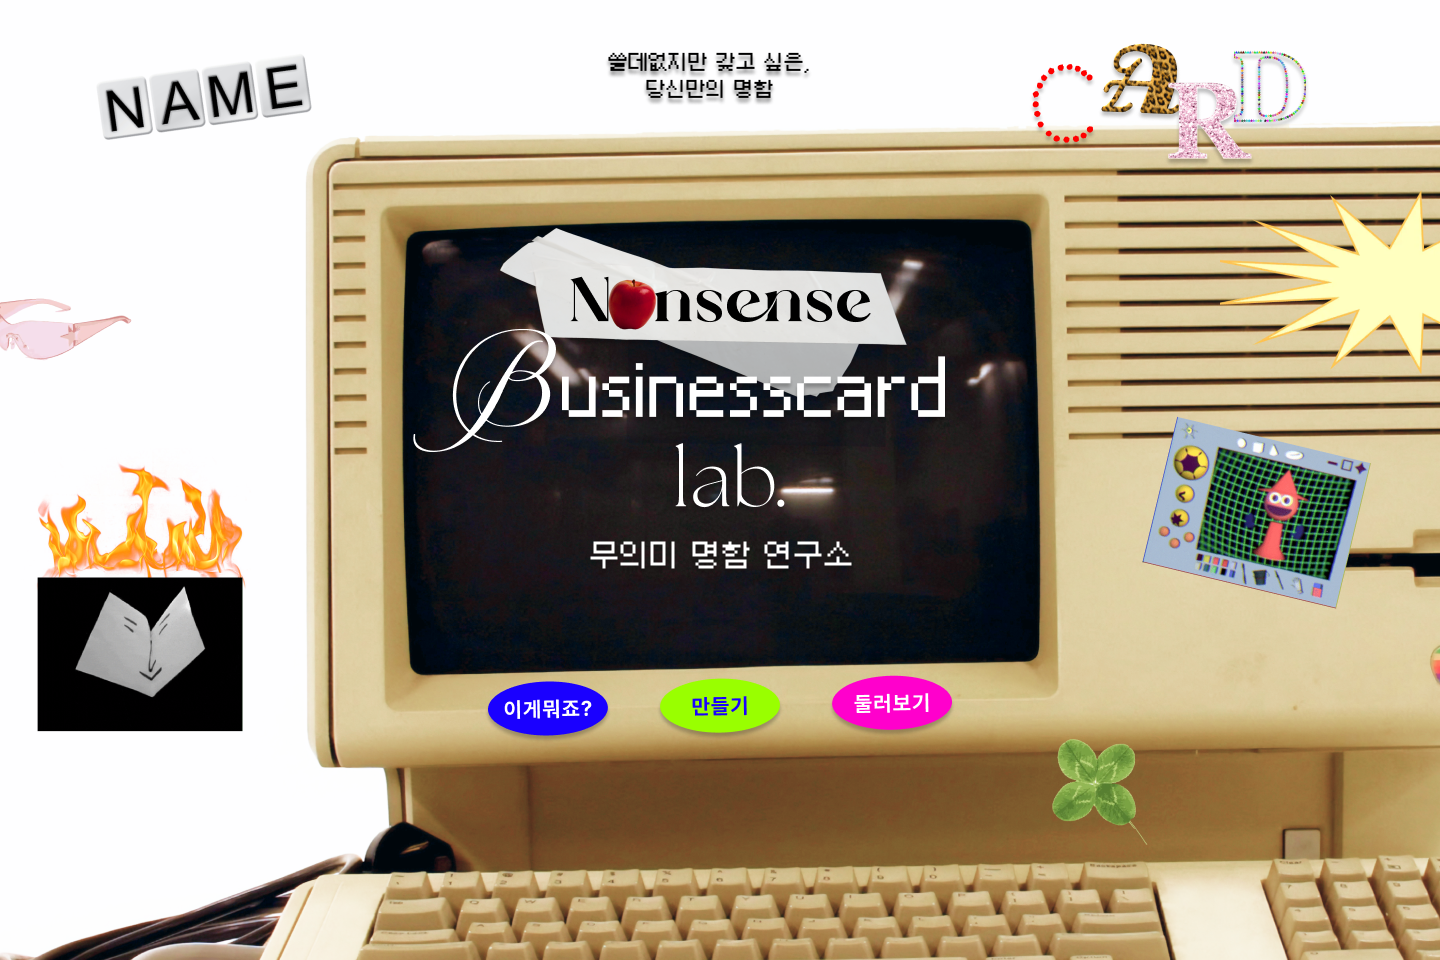 NAME
쓸데없지만 갖고 싶은,
당신만의 명함
CARD
Nonsense
Businesscard
lab.
무의미 명함 연구소
이게뭐죠?
만들기
둘러보기